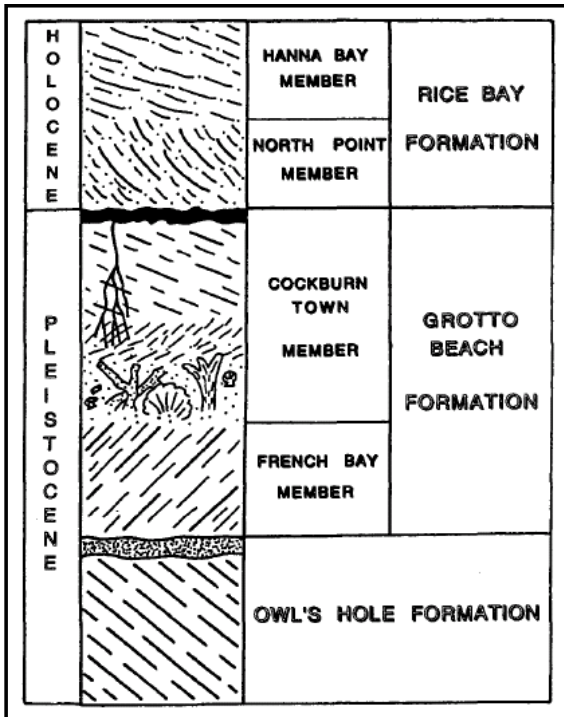 HOLOCENE
HANNA BAY
MEMBER
NORTH POINT
MEMBER
RICE BAY
FORMATION
PLEISTOCENE
COCKBURN
TOWN
MEMBER
FRENCH BAY
MEMBER
GROTTO
BEACH
FORMATION
OWL'S HOLE FORMATION